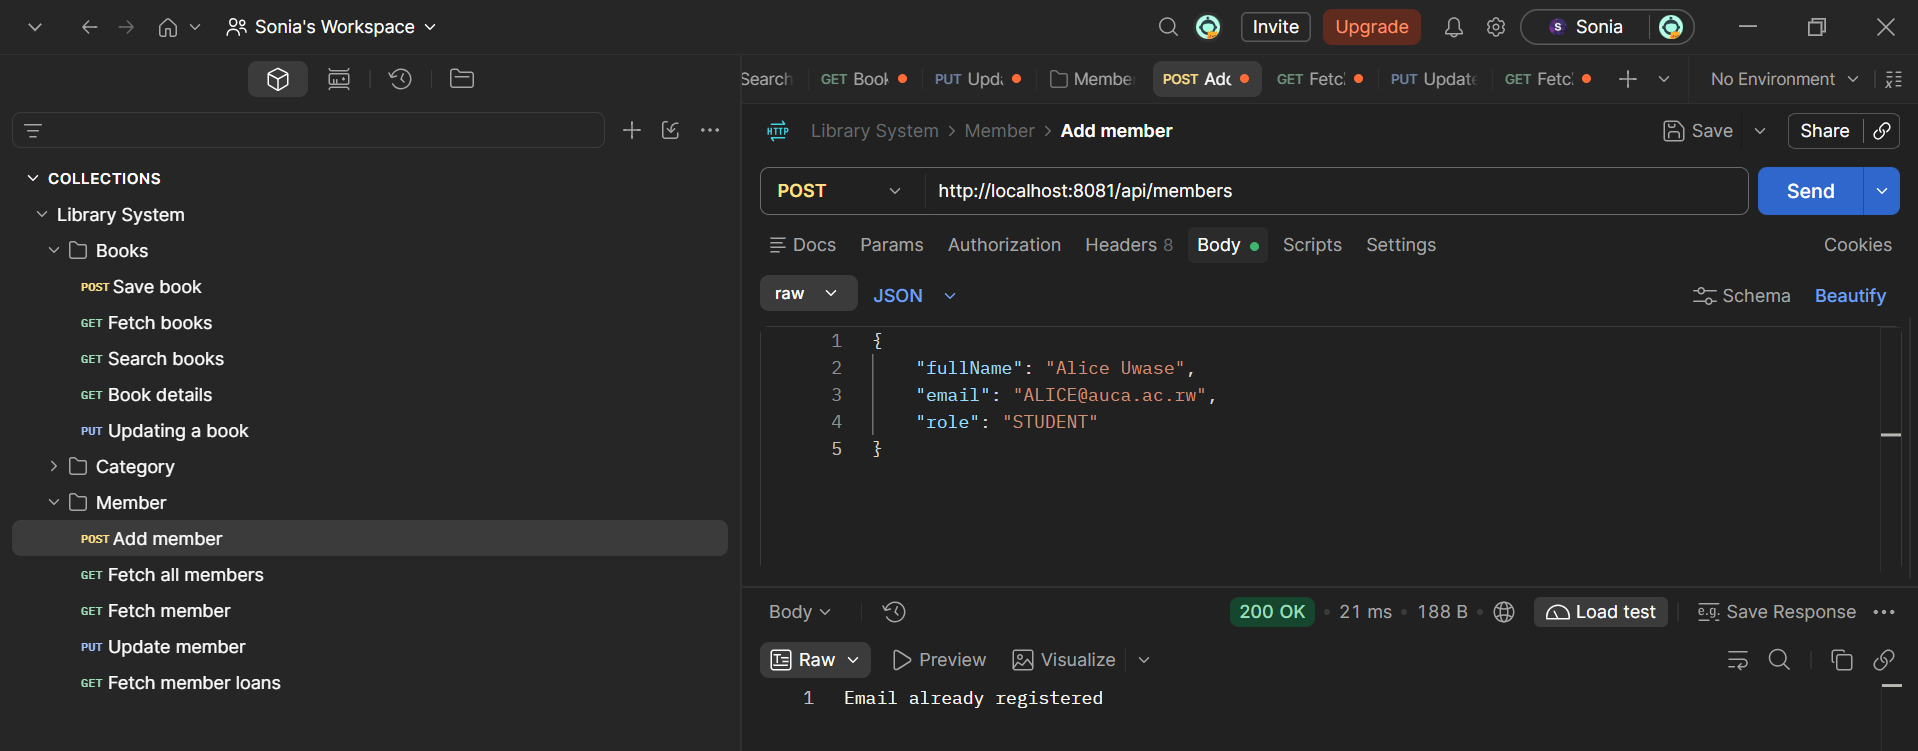 Sonia's Workspace
Invite
Upgrade
S Sonia
Search
GET Book
PUT Upd
Member
POST Add
GET Fetc
PUT Update
GET Fetc
No Environment
COLLECTIONS
Library System
Books
POST Save book
GET Fetch books
GET Search books
GET Book details
PUT Updating a book
Category
Member
POST Add member
GET Fetch all members
GET Fetch member
PUT Update member
GET Fetch member loans
HTTP Library System > Member > Add member
Save
Share
POST http://localhost:8081/api/members
Send
Docs Params Authorization Headers 8 Body Scripts Settings Cookies
raw JSON Schema Beautify
1 {
2 "fullName": "Alice Uwase",
3 "email": "ALICE@auca.ac.rw",
4 "role": "STUDENT"
5 }
Body 200 OK • 21 ms • 188 B • Load test e.g. Save Response
Raw Preview Visualize
1 Email already registered